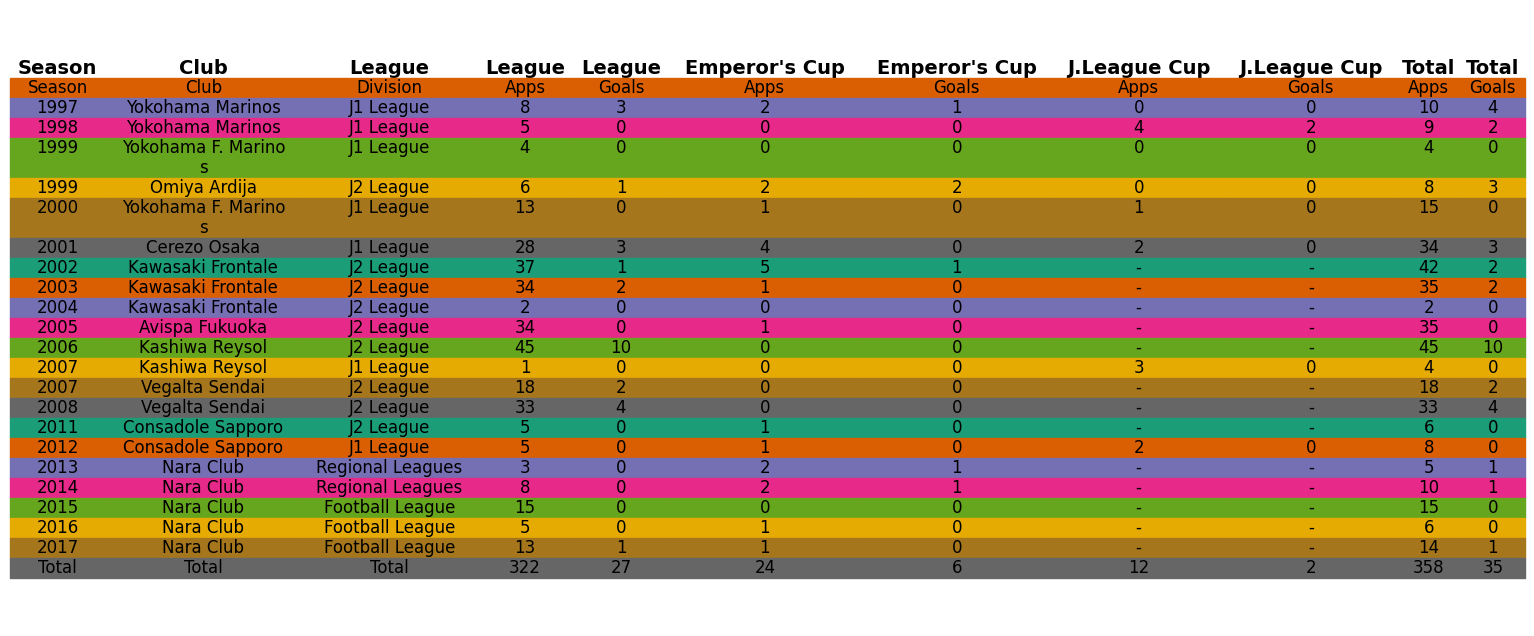 Season Club League League League Emperor's Cup Emperor's Cup J.League Cup J.League Cup Total Total
Season Club Division Apps Goals Apps Goals Apps Goals Apps Goals
1997 Yokohama Marinos J1 League 8 3 2 1 0 0 10 4
1998 Yokohama Marinos J1 League 5 0 0 0 4 2 9 2
1999 Yokohama F. Marino J1 League 4 0 0 0 0 0 4 0
s
1999 Omiya Ardija J2 League 6 1 2 2 0 0 8 3
2000 Yokohama F. Marino J1 League 13 0 1 0 1 0 15 0
s
2001 Cerezo Osaka J1 League 28 3 4 0 2 0 34 3
2002 Kawasaki Frontale J2 League 37 1 5 1 - - 42 2
2003 Kawasaki Frontale J2 League 34 2 1 0 - - 35 2
2004 Kawasaki Frontale J2 League 2 0 0 0 - - 2 0
2005 Avispa Fukuoka J2 League 34 0 1 0 - - 35 0
2006 Kashiwa Reysol J2 League 45 10 0 0 - - 45 10
2007 Kashiwa Reysol J1 League 1 0 0 0 3 0 4 0
2007 Vegalta Sendai J2 League 18 2 0 0 - - 18 2
2008 Vegalta Sendai J2 League 33 4 0 0 - - 33 4
2011 Consadole Sapporo J2 League 5 0 1 0 - - 6 0
2012 Consadole Sapporo J1 League 5 0 1 0 2 0 8 0
2013 Nara Club Regional Leagues 3 0 2 1 - - 5 1
2014 Nara Club Regional Leagues 8 0 2 1 - - 10 1
2015 Nara Club Football League 15 0 0 0 - - 15 0
2016 Nara Club Football League 5 0 1 0 - - 6 0
2017 Nara Club Football League 13 1 1 0 - - 14 1
Total Total Total 322 27 24 6 12 2 358 35